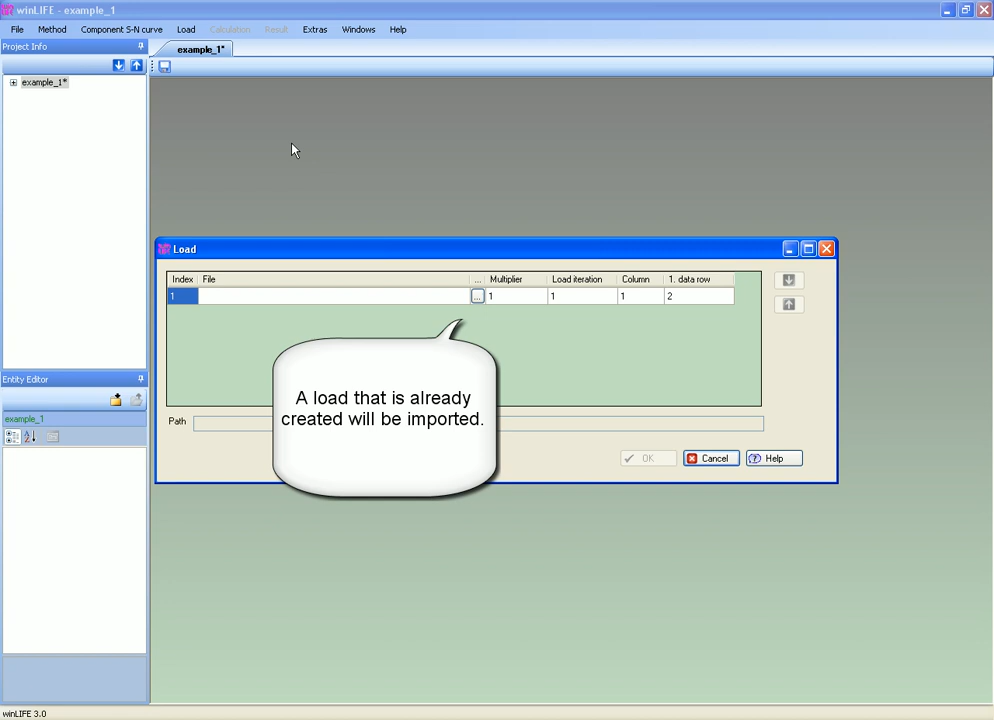 winLIFE - example_1
File Method Component S-N curve Load Calculation Result Extras Windows Help
Project Info
example_1*
example_1*
Load
Index File ... Multiplier Load iteration Column 1. data row
1 ... 1 1 1 2
A load that is already
created will be imported.
Path
OK Cancel Help
Entity Editor
example_1
winLIFE 3.0